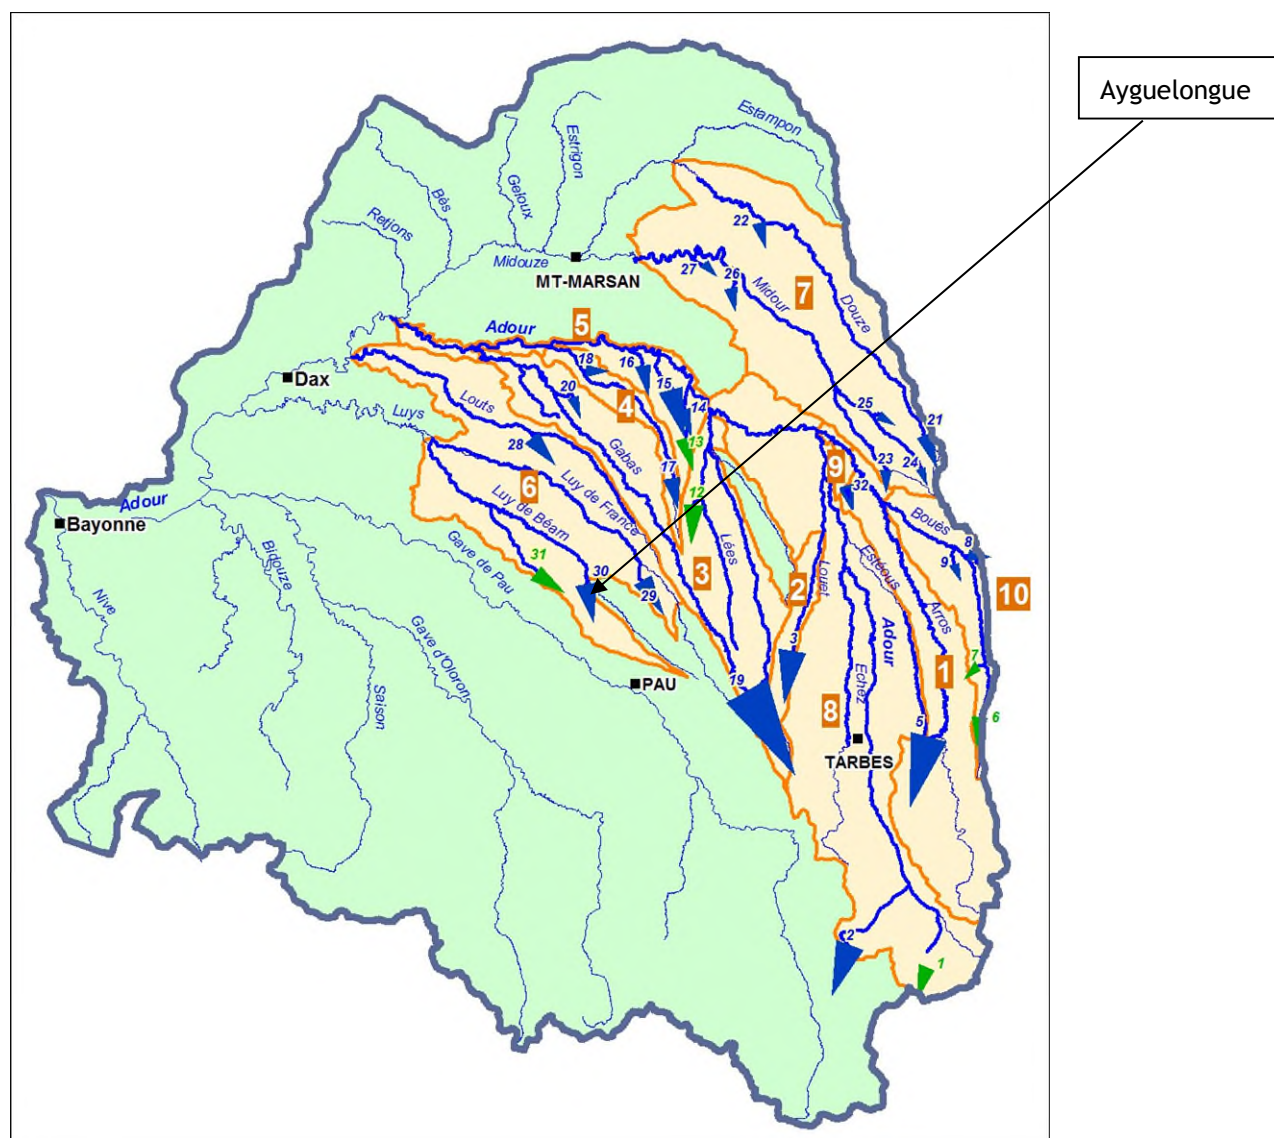 Ayguelongue
Estampon
Estrigon
Geloux
Bès
Retjons
22
Midouze
MT-MARSAN
27
26
Midour
7
Douze
Adour
5
18
16
15
14
20
4
Dax
Louts
Luys
25
21
13
Gabas
28
17
12
9
23
24
32
6
Luy de France
Luy de Béarn
Adour
Bayonne
Bouès
8
9
Gave de Pau
31
30
29
3
Lées
2
Louet
Estéous
Arros
10
Bidouze
Nive
Gave d'Oloron
Saison
PAU
19
3
Echez
Adour
1
7
6
8
5
TARBES
2
1